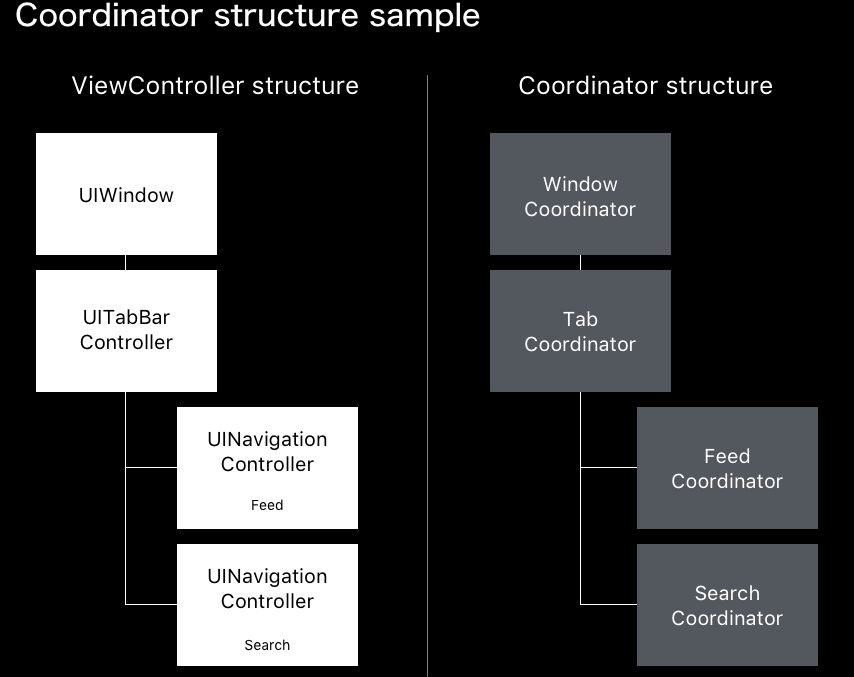 Coordinator structure sample
ViewController structure
UIWindow
UITabBar
Controller
UINavigation
Controller
Feed
UINavigation
Controller
Search
Coordinator structure
Window
Coordinator
Tab
Coordinator
Feed
Coordinator
Search
Coordinator